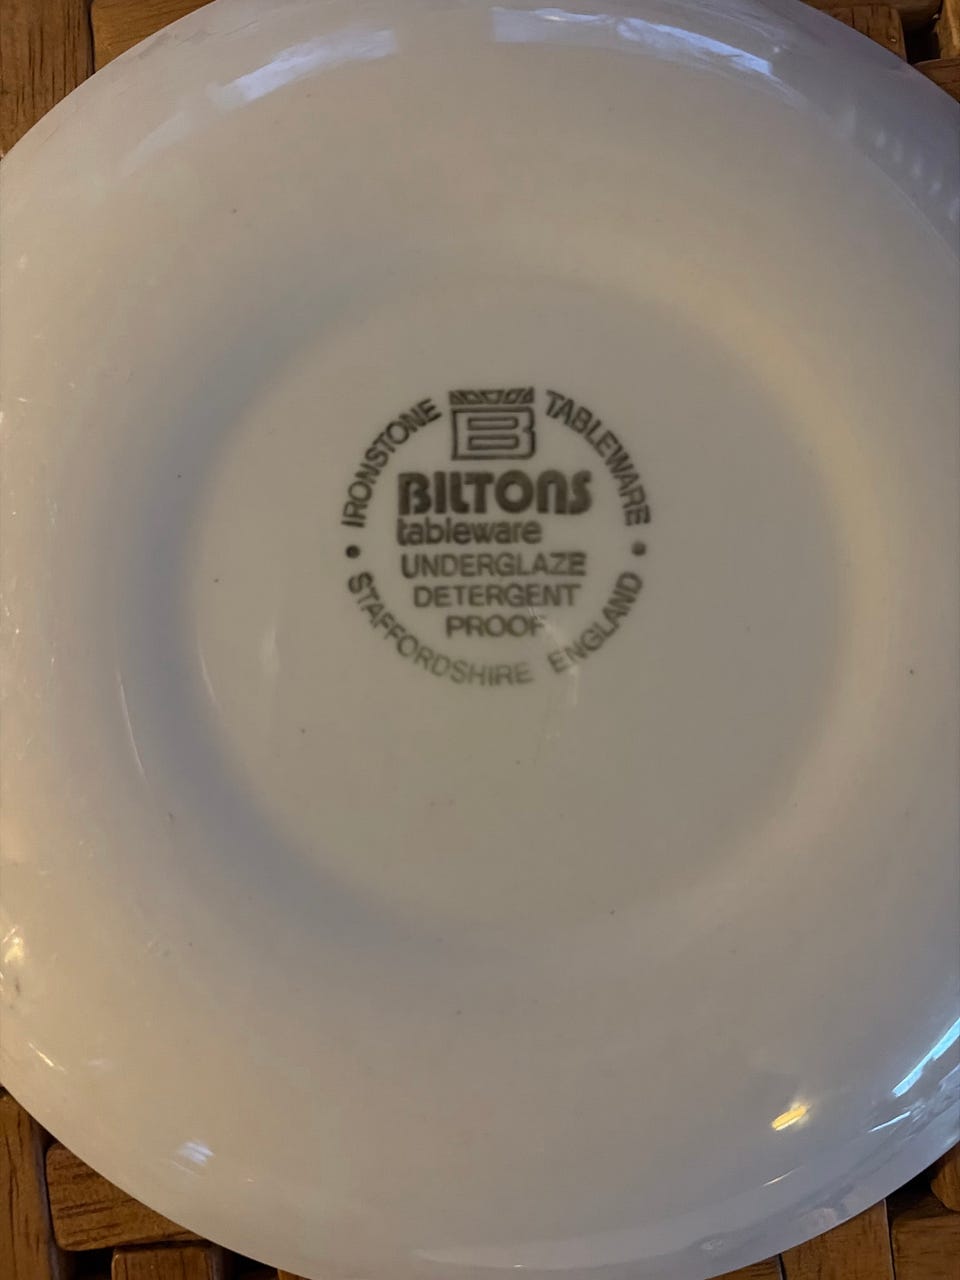 IRONSTONE TABLEWARE
B
BILTONS
tableware
UNDERGLAZE
DETERGENT
PROOF
STAFFORDSHIRE ENGLAND